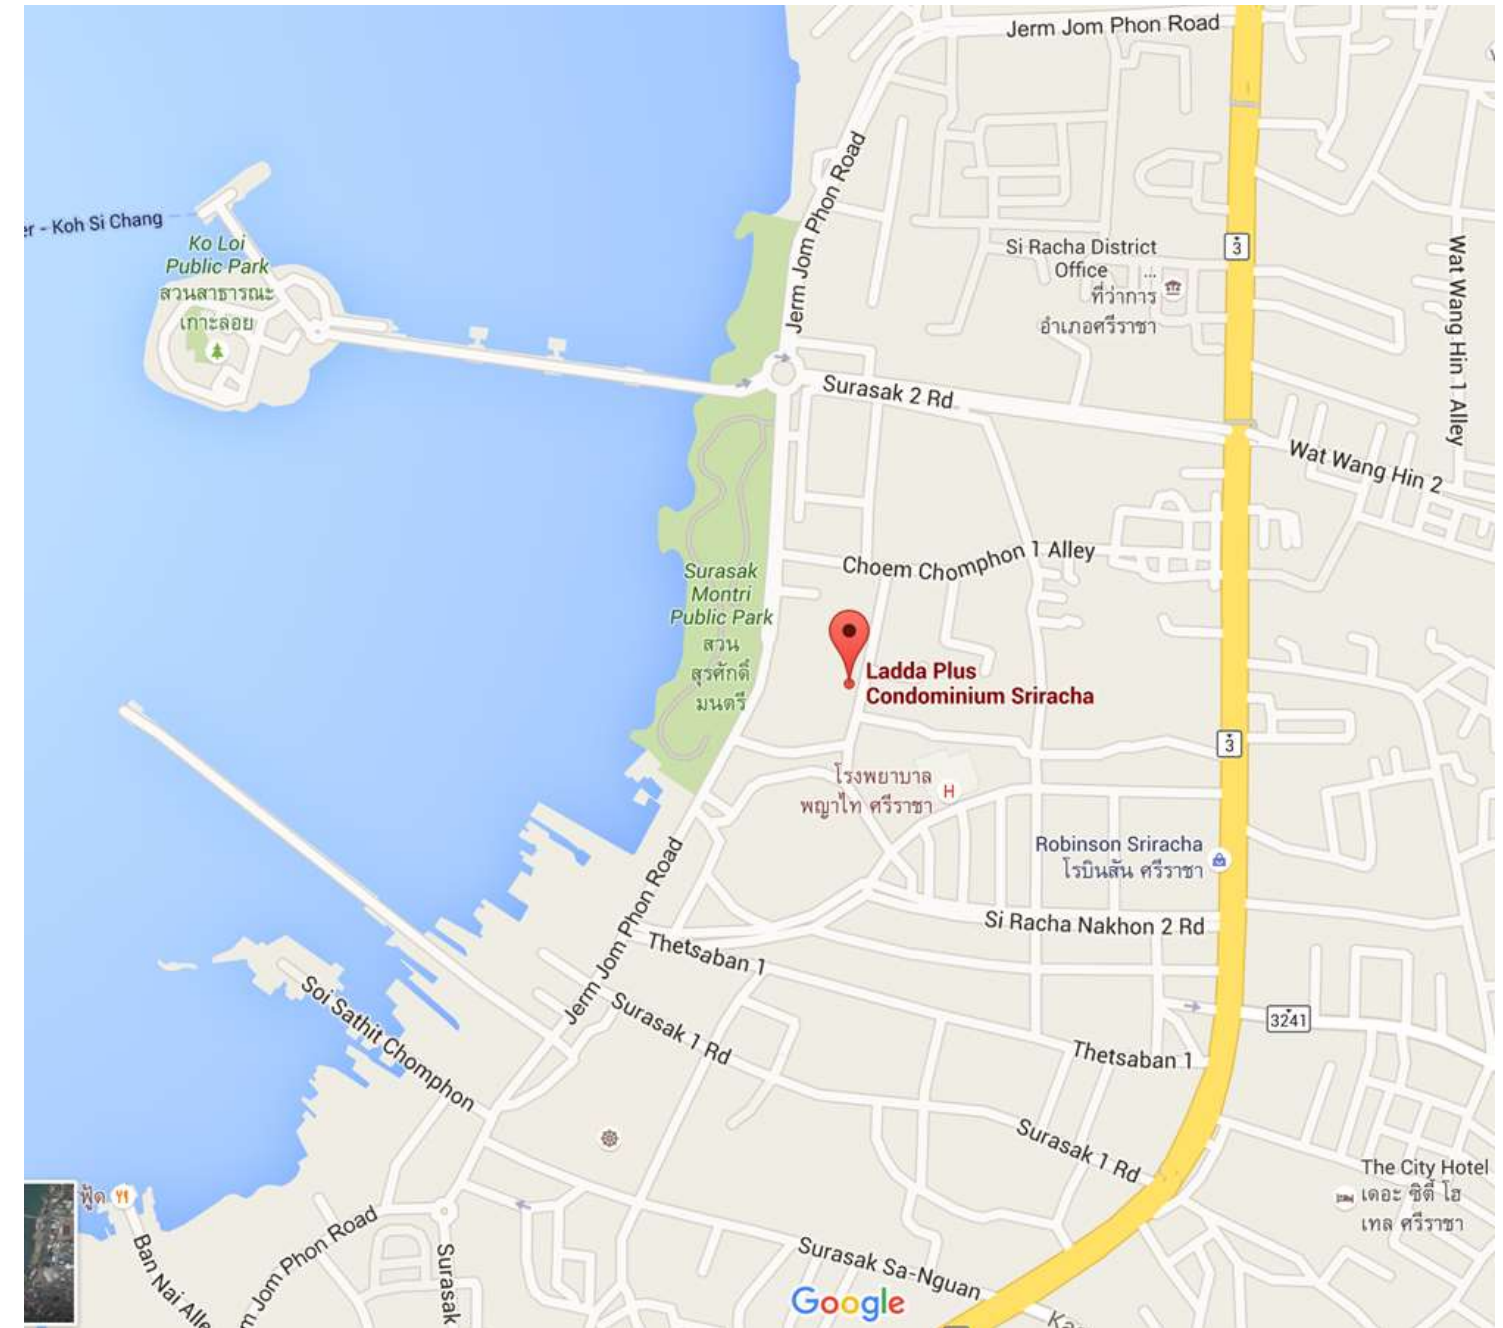 Jerm Jom Phon Road
Jerm Jom Phon Road
er - Koh Si Chang
Ko Loi
Public Park
สวนสาธารณะ
เกาะลอย
Si Racha District
Office ...
ที่ว่าการ
อำเภอศรีราชา
3
Wat Wang Hin 1 Alley
Surasak 2 Rd
Wat Wang Hin 2
Choem Chomphon 1 Alley
Surasak
Montri
Public Park
สวน
สุรศักดิ์
มนตรี
Ladda Plus
Condominium Sriracha
3
โรงพยาบาล
พญาไท ศรีราชา
H
Robinson Sriracha
โรบินสัน ศรีราชา
Si Racha Nakhon 2 Rd
Jerm Jom Phon Road
Thetsaban 1
Soi Sathit Chomphon
Surasak 1 Rd
3241
Thetsaban 1
Surasak 1 Rd
The City Hotel
เดอะ ซิตี้ โฮ
เทล ศรีราชา
ฟู้ด
Ban Nai Alle
m Jom Phon Road
Surasak
Surasak Sa-Nguan
Google